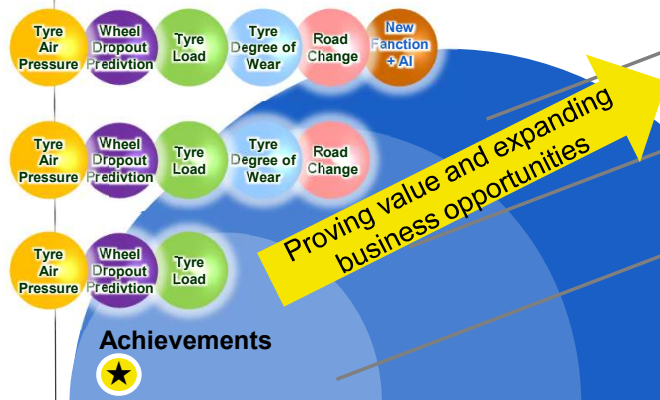 Tyre
Air
Pressure
Wheel
Dropout
Predivtion
Tyre
Load
Tyre
Degree of
Wear
Road
Change
New
Fanction
+ AI
Tyre
Air
Pressure
Wheel
Dropout
Predivtion
Tyre
Load
Tyre
Degree of
Wear
Road
Change
Tyre
Air
Pressure
Wheel
Dropout
Predivtion
Tyre
Load
Proving value and expanding
business opportunities
Achievements